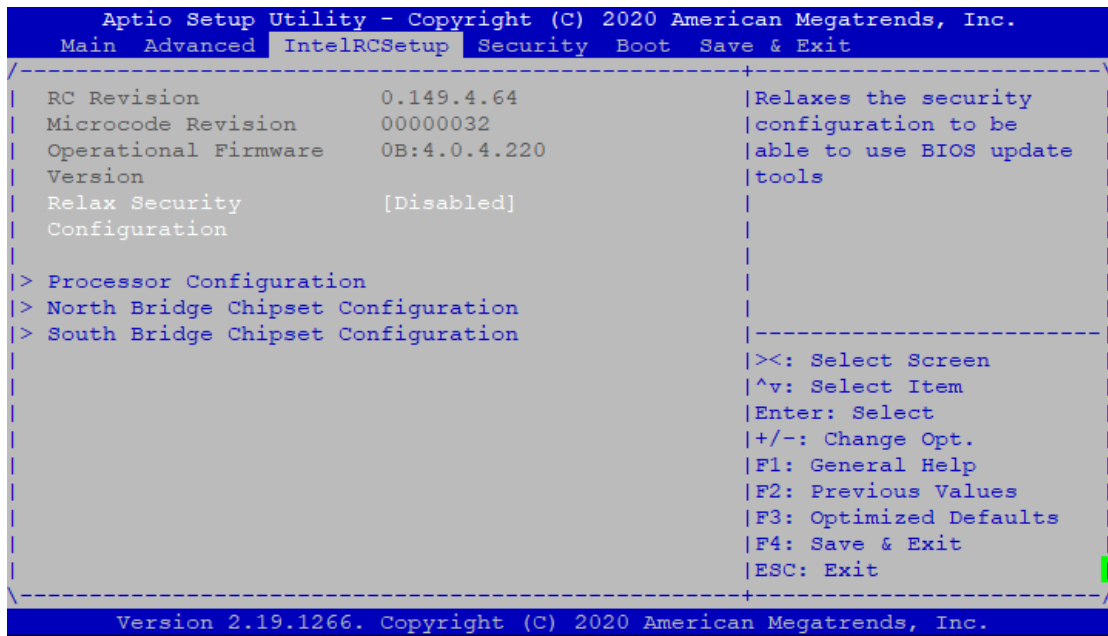 Aptio Setup Utility - Copyright (C) 2020 American Megatrends, Inc.
Main Advanced IntelRCSetup Security Boot Save & Exit
/----------------------------------------------------+-------------------------\
| RC Revision 0.149.4.64 |Relaxes the security |
| Microcode Revision 00000032 |configuration to be |
| Operational Firmware 0B:4.0.4.220 |able to use BIOS update |
| Version |tools |
| Relax Security [Disabled] | |
| Configuration | |
| | |
|> Processor Configuration | |
|> North Bridge Chipset Configuration | |
|> South Bridge Chipset Configuration |-------------------------|
| |><: Select Screen |
| |^v: Select Item |
| |Enter: Select |
| |+/-: Change Opt. |
| |F1: General Help |
| |F2: Previous Values |
| |F3: Optimized Defaults |
| |F4: Save & Exit |
| |ESC: Exit
\----------------------------------------------------+-------------------------/
Version 2.19.1266. Copyright (C) 2020 American Megatrends, Inc.